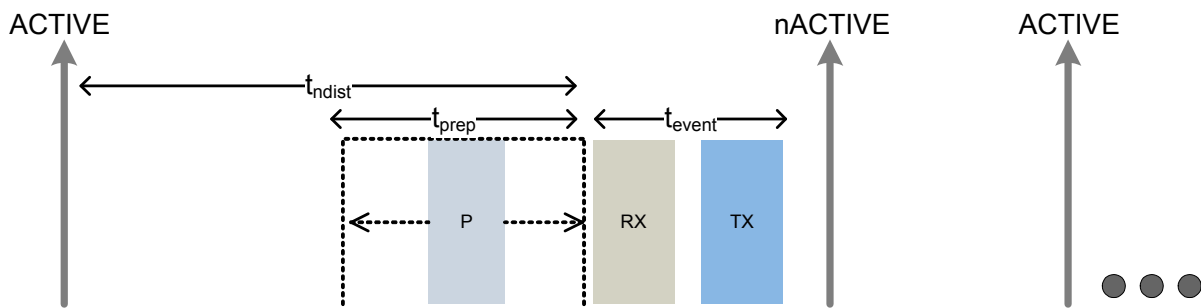 ACTIVE nACTIVE ACTIVE
tndist
tprep tevent
P RX TX